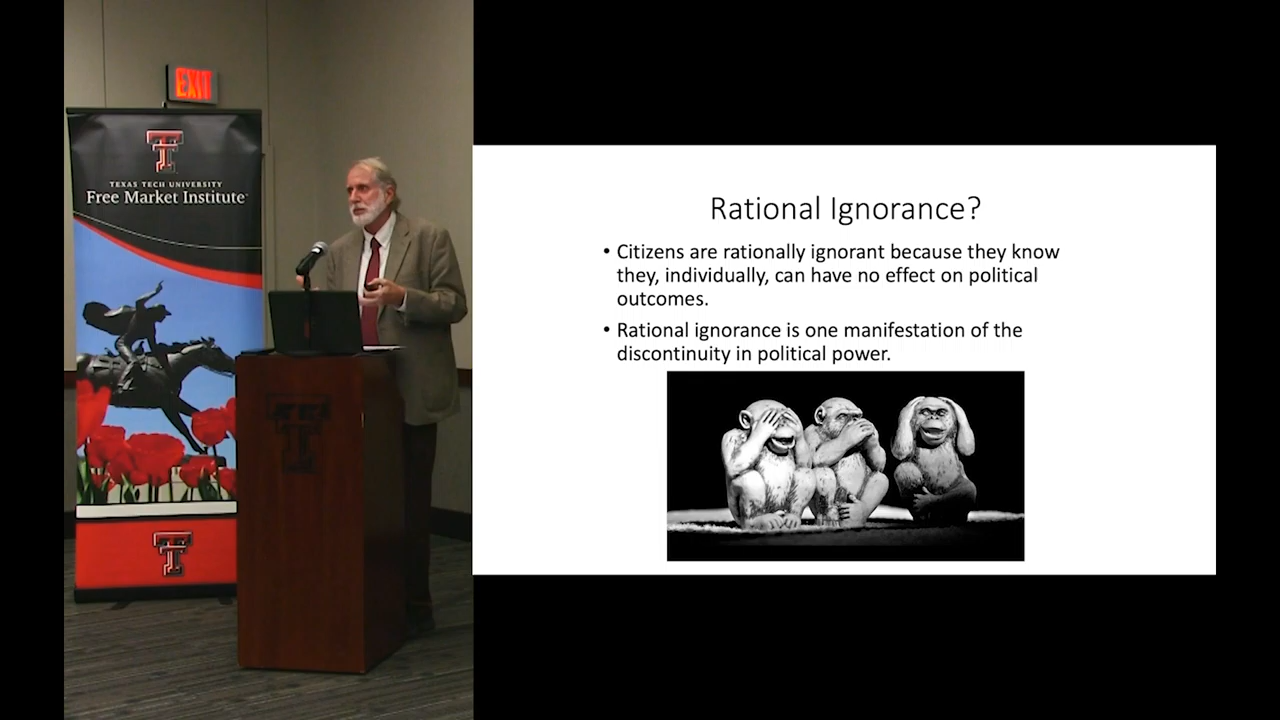 EXIT
T
TEXAS TECH UNIVERSITY
Free Market Institute
T
T
Rational Ignorance?
• Citizens are rationally ignorant because they know
they, individually, can have no effect on political
outcomes.
• Rational ignorance is one manifestation of the
discontinuity in political power.